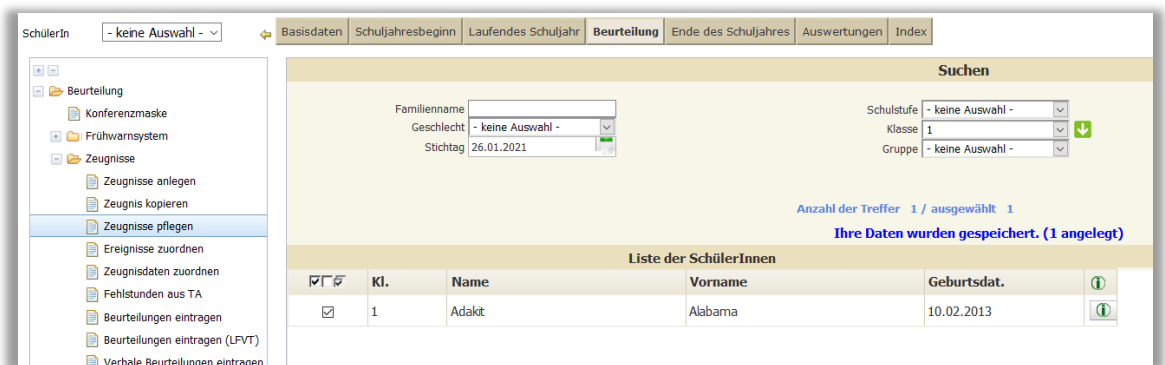 SchülerIn - keine Auswahl -
Basisdaten Schuljahresbeginn Laufendes Schuljahr Beurteilung Ende des Schuljahres Auswertungen Index
Beurteilung
Konferenzmaske
Frühwarnsystem
Zeugnisse
Zeugnisse anlegen
Zeugnis kopieren
Zeugnisse pflegen
Ereignisse zuordnen
Zeugnisdaten zuordnen
Fehlstunden aus TA
Beurteilungen eintragen
Beurteilungen eintragen (LFVT)
Verbale Beurteilungen eintragen
Suchen
Familienname
Geschlecht - keine Auswahl -
Stichtag 26.01.2021
Schulstufe - keine Auswahl -
Klasse 1
Gruppe - keine Auswahl -
Anzahl der Treffer 1 / ausgewählt 1
Ihre Daten wurden gespeichert. (1 angelegt)
Liste der SchülerInnen
Kl. Name Vorname Geburtsdat.
1 Adakit Alabama 10.02.2013